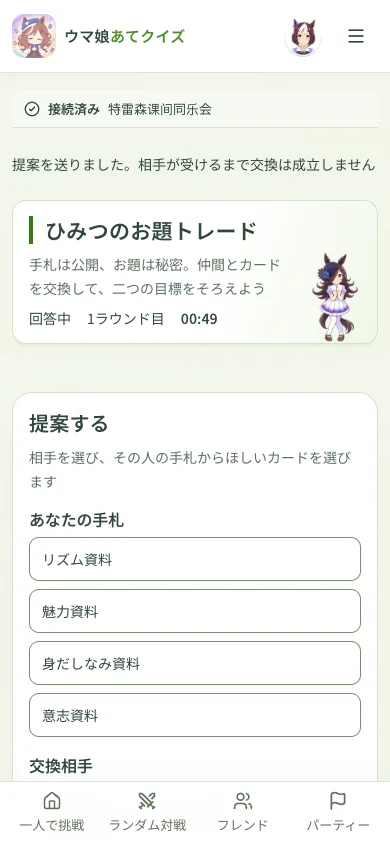 ウマ娘あてクイズ
接続済み 特雷森课间同乐会
提案を送りました。相手が受けるまで交換は成立しません
ひみつのお題トレード
手札は公開、お題は秘密。仲間とカード
を交換して、二つの目標をそろえよう
回答中 1ラウンド目 00:49
提案する
相手を選び、その人の手札からほしいカードを選び
ます
あなたの手札
リズム資料
魅力資料
身だしなみ資料
意志資料
交換相手
一人で挑戦 ランダム対戦 フレンド パーティー